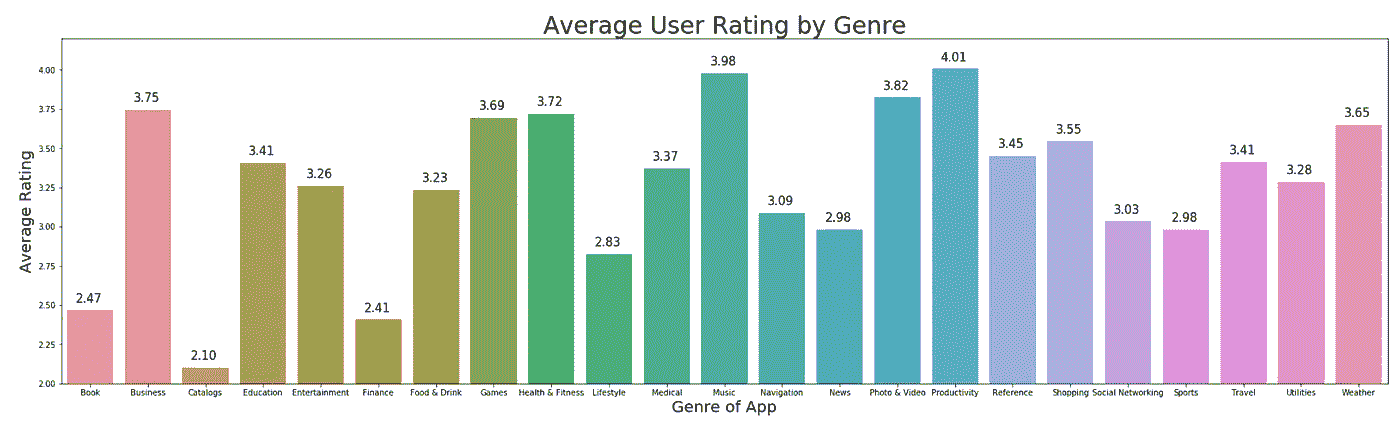 Average User Rating by Genre
Average Rating
4.00
3.75
3.50
3.25
3.00
2.75
2.50
2.25
2.00
2.47
3.75
2.10
3.41
3.26
2.41
3.23
3.69
3.72
2.83
3.37
3.98
3.09
2.98
3.82
4.01
3.45
3.55
3.03
2.98
3.41
3.28
3.65
Book
Business
Catalogs
Education
Entertainment
Finance
Food & Drink
Games
Health & Fitness
Lifestyle
Medical
Music
Navigation
News
Photo & Video
Productivity
Reference
Shopping
Social Networking
Sports
Travel
Utilities
Weather
Genre of App